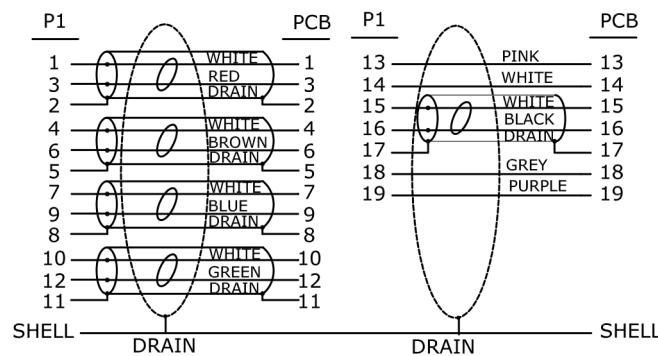 P1 PCB P1 PCB
1 WHITE 1 13 PINK 13
3 RED 3 14 WHITE 14
2 DRAIN 2 15 WHITE 15
4 WHITE 4 16 BLACK 16
6 BROWN 6 17 DRAIN 17
5 DRAIN 5 18 GREY 18
7 WHITE 7 19 PURPLE 19
9 BLUE 9
8 DRAIN 8
10 WHITE 10
12 GREEN 12
11 DRAIN 11
SHELL SHELL
DRAIN DRAIN